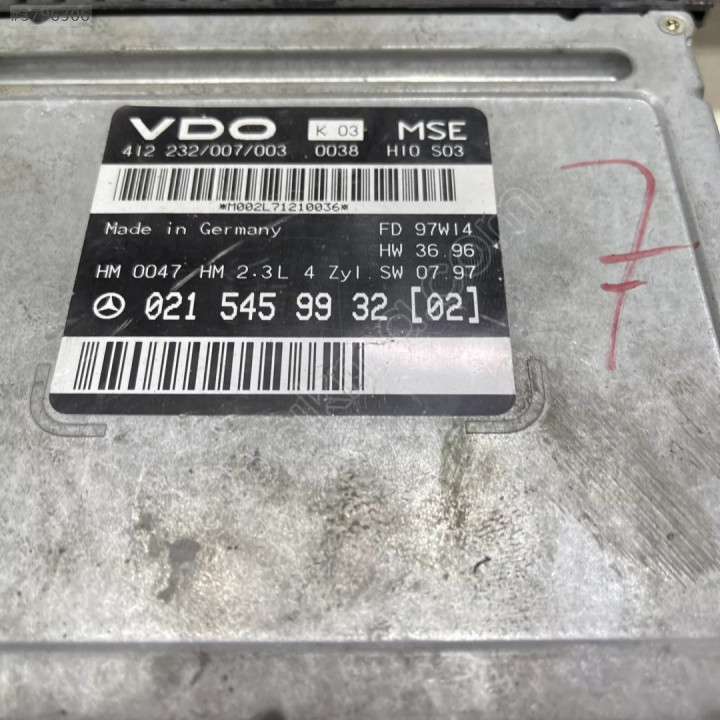 #3796306
VDO K 03 MSE
412 232/007/003 0038 H10 S03
*M002L71210036*
Made in Germany FD 97W14
HW 36.96
HM 0047 HM 2.3L 4 Zyl. SW 07.97
021 545 99 32 [02]
7